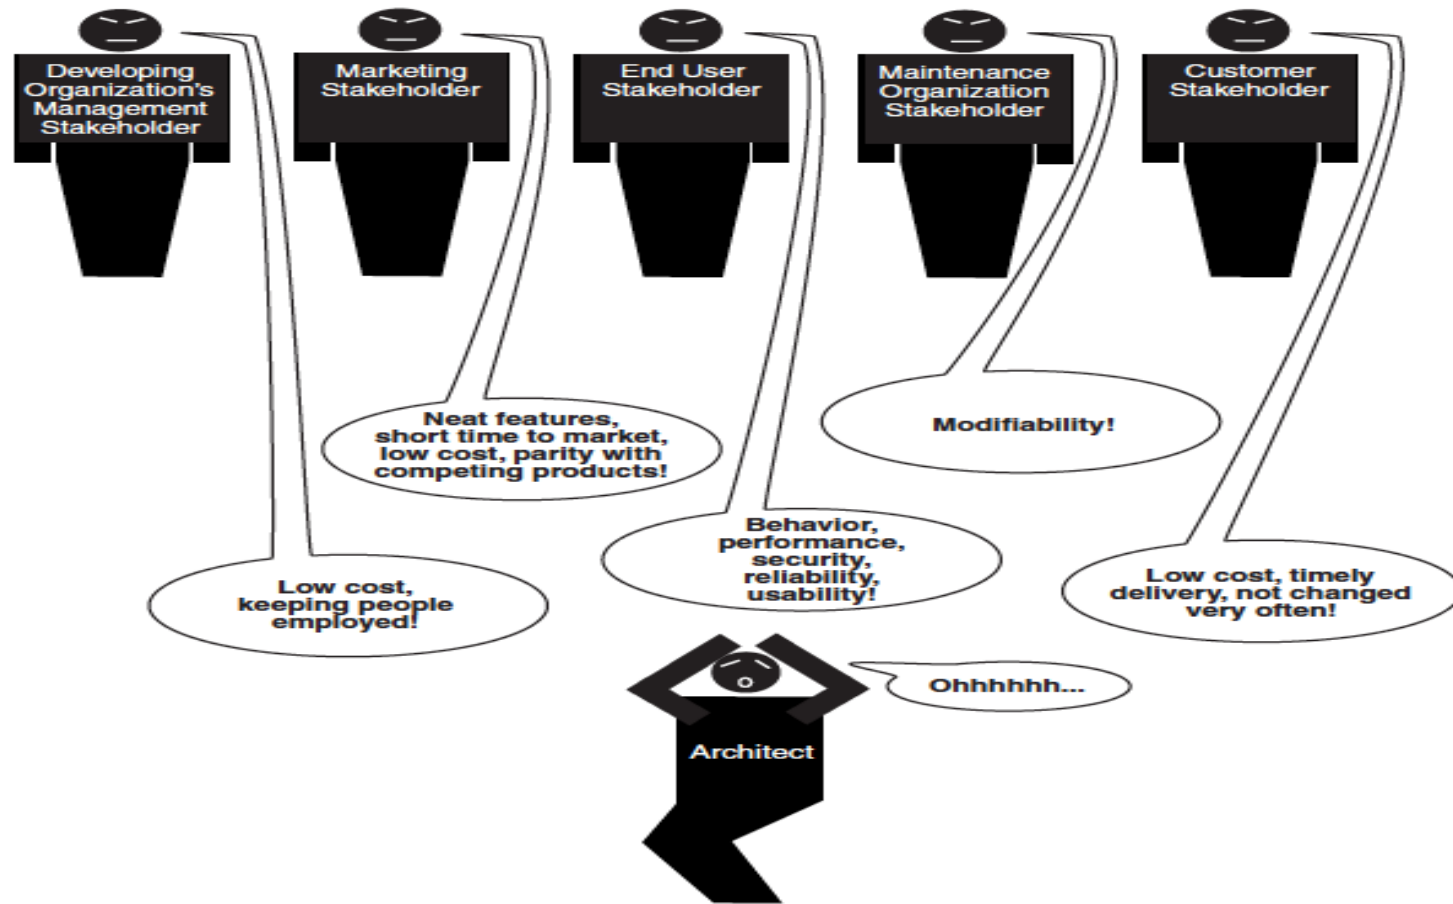 Developing
Organization's
Management
Stakeholder
Marketing
Stakeholder
End User
Stakeholder
Maintenance
Organization
Stakeholder
Customer
Stakeholder
Neat features,
short time to market,
low cost, parity with
competing products!
Modifiability!
Behavior,
performance,
security,
reliability,
usability!
Low cost,
keeping people
employed!
Low cost, timely
delivery, not changed
very often!
Ohhhhhh...
Architect